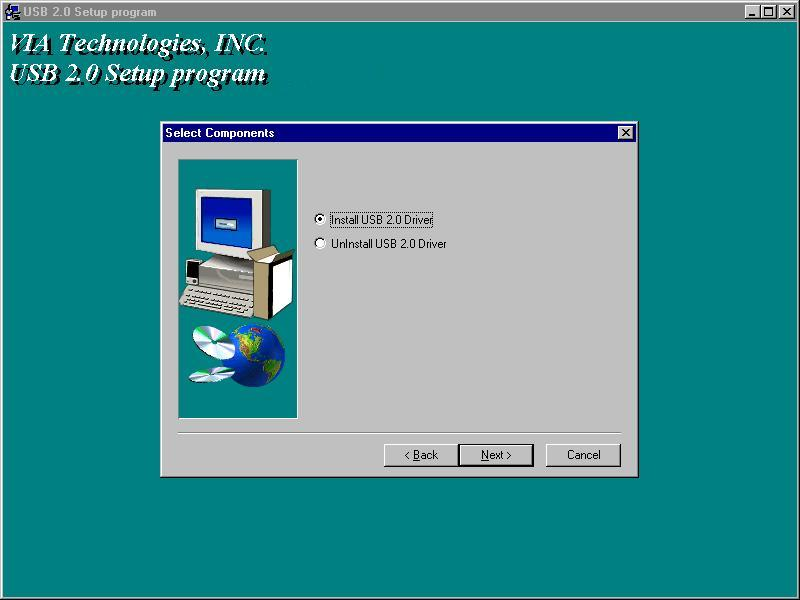 USB 2.0 Setup program
VIA Technologies, INC.
USB 2.0 Setup program
Select Components
Install USB 2.0 Driver
UnInstall USB 2.0 Driver
< Back
Next >
Cancel